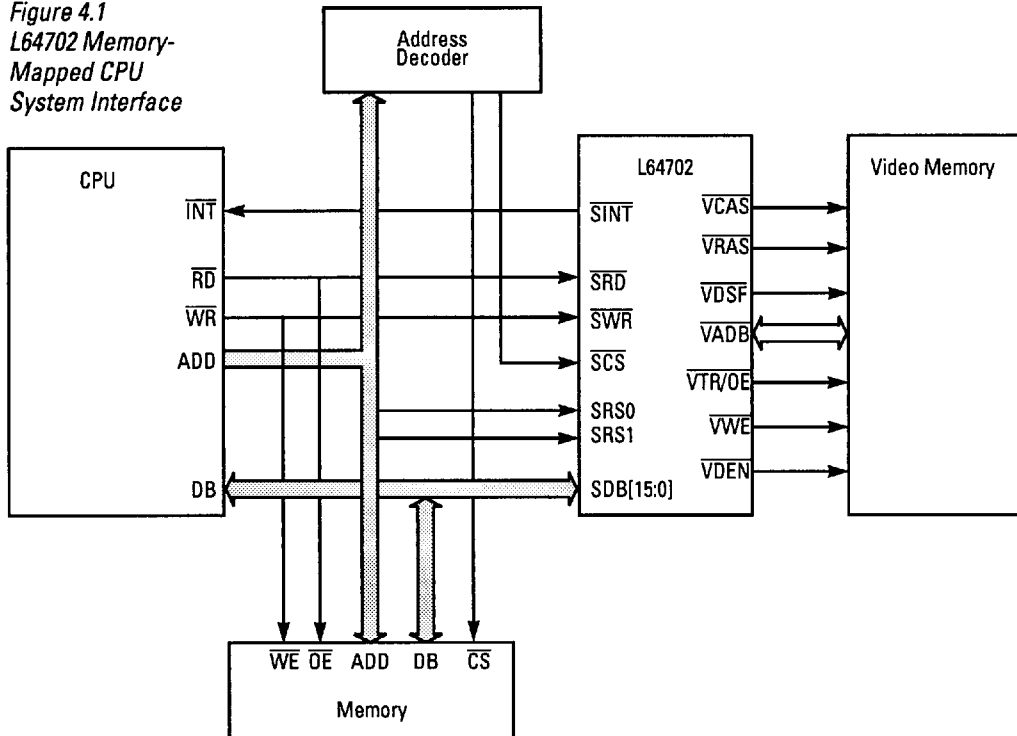 Figure 4.1
L64702 Memory-
Mapped CPU
System Interface
Address
Decoder
CPU
INT
RD
WR
ADD
DB
L64702
SINT
SRD
SWR
SCS
SRS0
SRS1
SDB[15:0]
VCAS
VRAS
VDSF
VADB
VTR/OE
VWE
VDEN
Video Memory
WE OE ADD DB CS
Memory